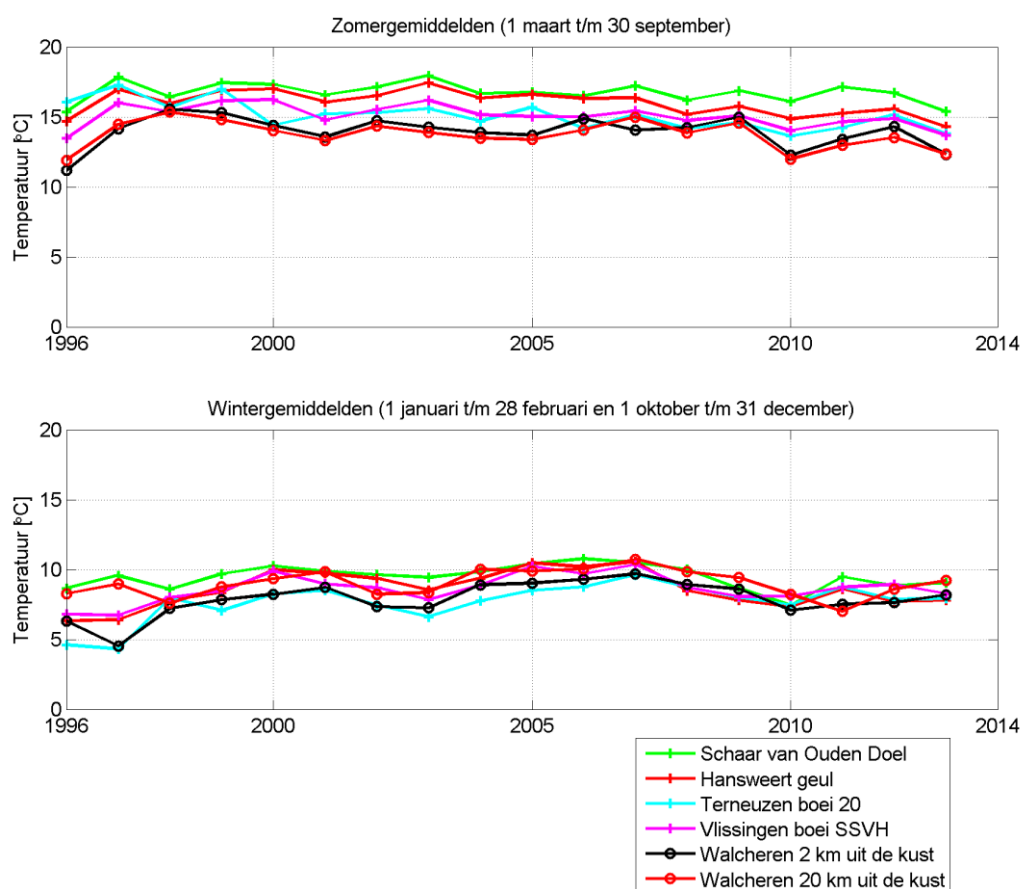 Zomergemiddelden (1 maart t/m 30 september)
20
15
10
5
0
Temperatuur [°C]
1996 2000 2005 2010 2014
Wintergemiddelden (1 januari t/m 28 februari en 1 oktober t/m 31 december)
20
15
10
5
0
Temperatuur [°C]
1996 2000 2005 2010 2014
Schaar van Ouden Doel
Hansweert geul
Terneuzen boei 20
Vlissingen boei SSVH
Walcheren 2 km uit de kust
Walcheren 20 km uit de kust